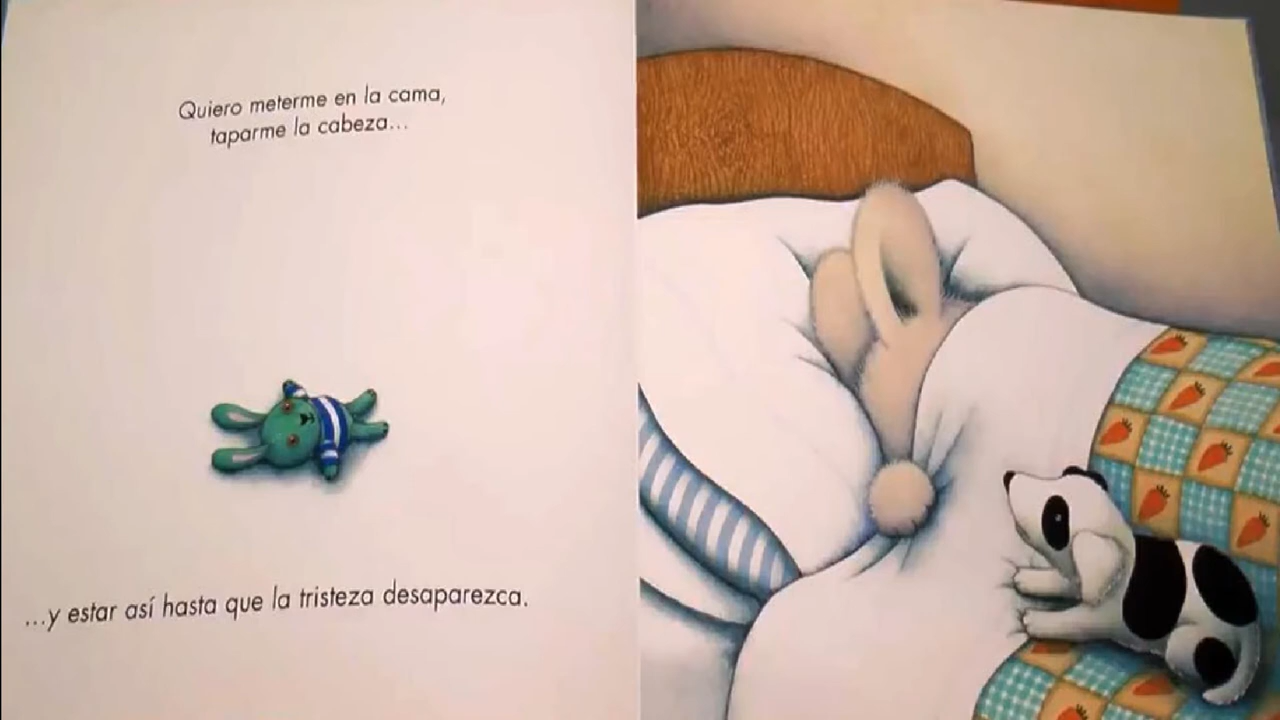 Quiero meterme en la cama,
taparme la cabeza...
...y estar así hasta que la tristeza desaparezca.